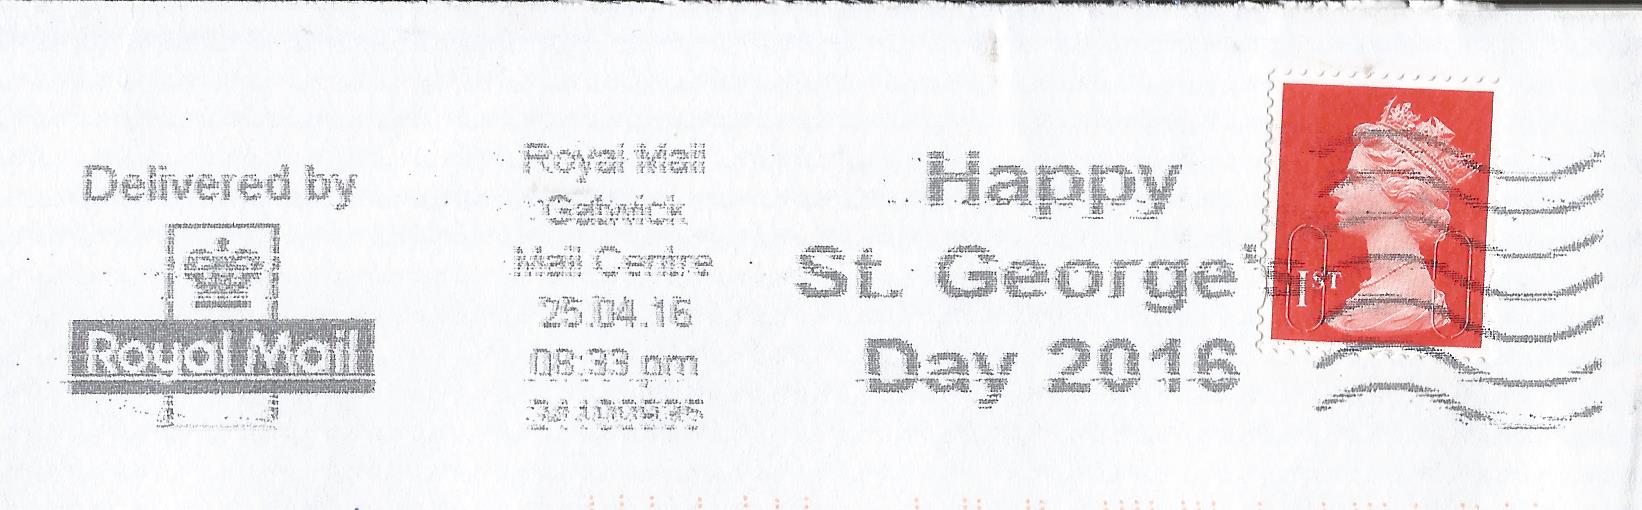 Delivered by
Royal Mail
Royal Mail
Gatwick
Mail Centre
25.04.16
08:33 pm
Happy
St. George's
Day 2016
1ST